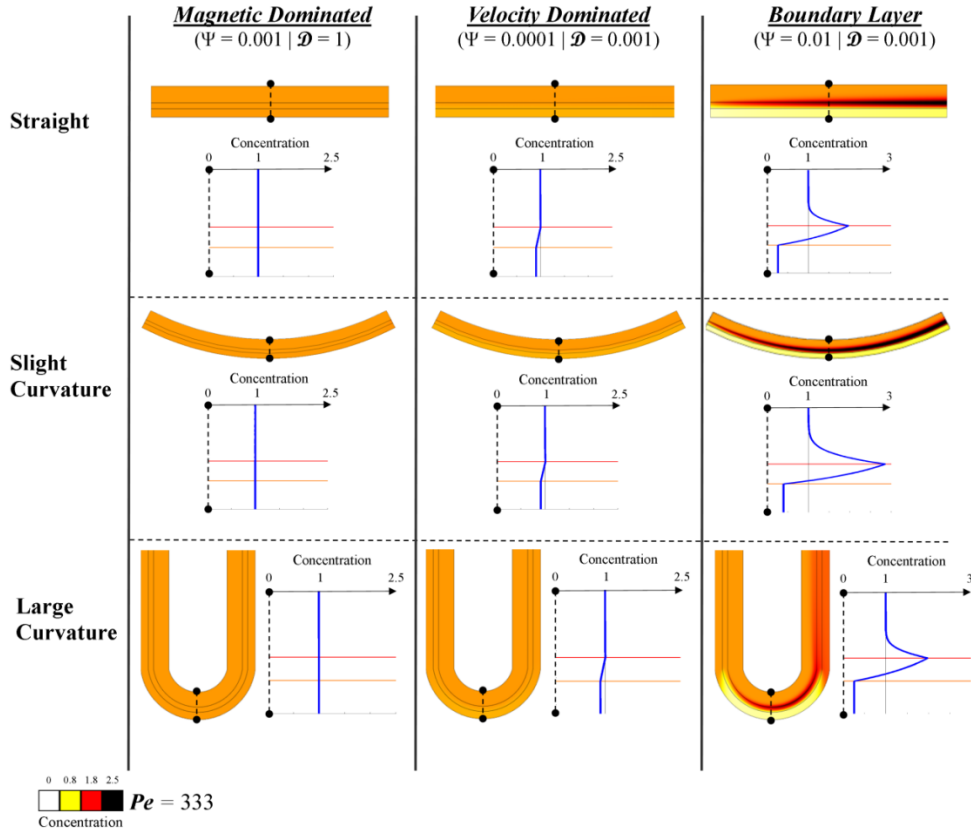 Magnetic Dominated
(Ψ = 0.001 | 𝓓 = 1)
Velocity Dominated
(Ψ = 0.0001 | 𝓓 = 0.001)
Boundary Layer
(Ψ = 0.01 | 𝓓 = 0.001)
Straight
Concentration
0 1 2.5
Concentration
0 1 2.5
Concentration
0 1 3
Slight
Curvature
Concentration
0 1 2.5
Concentration
0 1 2.5
Concentration
0 1 3
Large
Curvature
Concentration
0 1 2.5
Concentration
0 1 2.5
Concentration
0 1 3
0 0.8 1.8 2.5
Pe = 333
Concentration